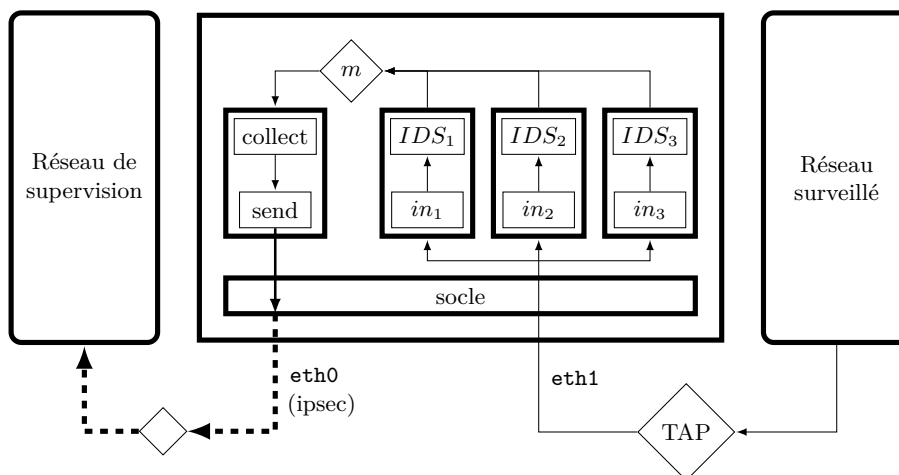 m
collect
IDS₁
IDS₂
IDS₃
Réseau de
supervision
Réseau
surveillé
send
in₁
in₂
in₃
socle
eth0
(ipsec)
eth1
TAP